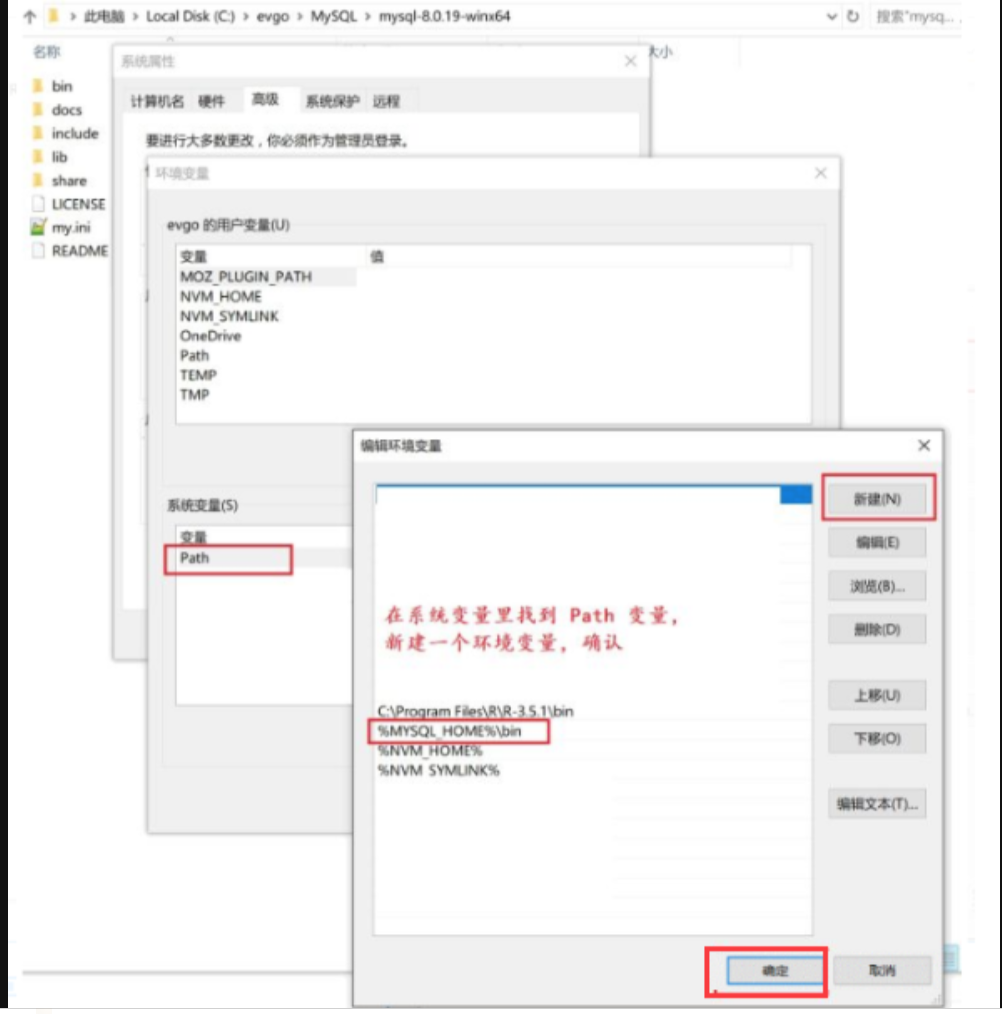 此电脑 > Local Disk (C:) > evgo > MySQL > mysql-8.0.19-winx64
搜索"mysq...
名称
大小
bin
docs
include
lib
share
LICENSE
my.ini
README
系统属性
计算机名 硬件 高级 系统保护 远程
要进行大多数更改，你必须作为管理员登录。
环境变量
evgo 的用户变量(U)
变量 值
MOZ_PLUGIN_PATH
NVM_HOME
NVM_SYMLINK
OneDrive
Path
TEMP
TMP
系统变量(S)
变量
Path
编辑环境变量
在系统变量里找到 Path 变量，
新建一个环境变量，确认
C:\Program Files\R\R-3.5.1\bin
%MYSQL_HOME%\bin
%NVM_HOME%
%NVM_SYMLINK%
新建(N)
编辑(E)
浏览(B)...
删除(D)
上移(U)
下移(O)
编辑文本(T)...
确定
取消